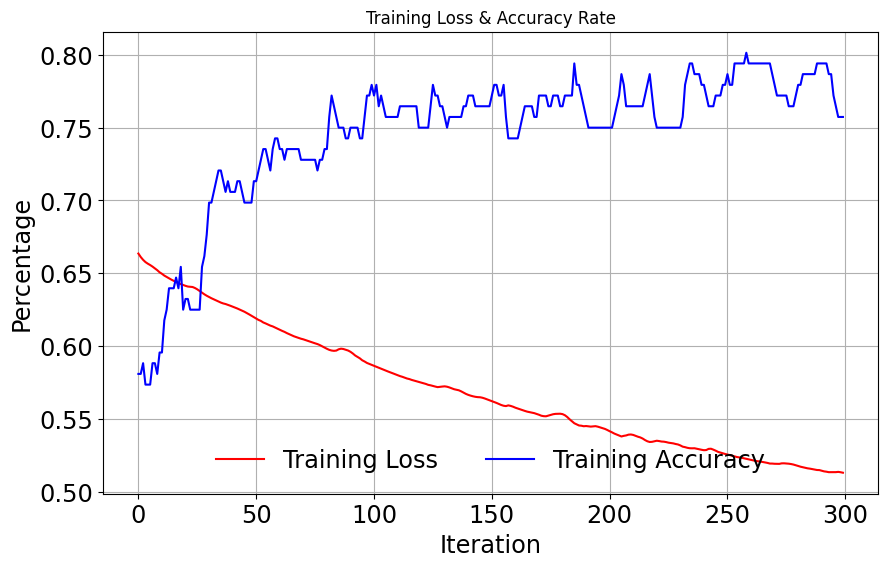 Training Loss & Accuracy Rate
0.80
0.75
0.70
0.65
0.60
0.55
0.50
Percentage
Training Loss
Training Accuracy
0 50 100 150 200 250 300
Iteration